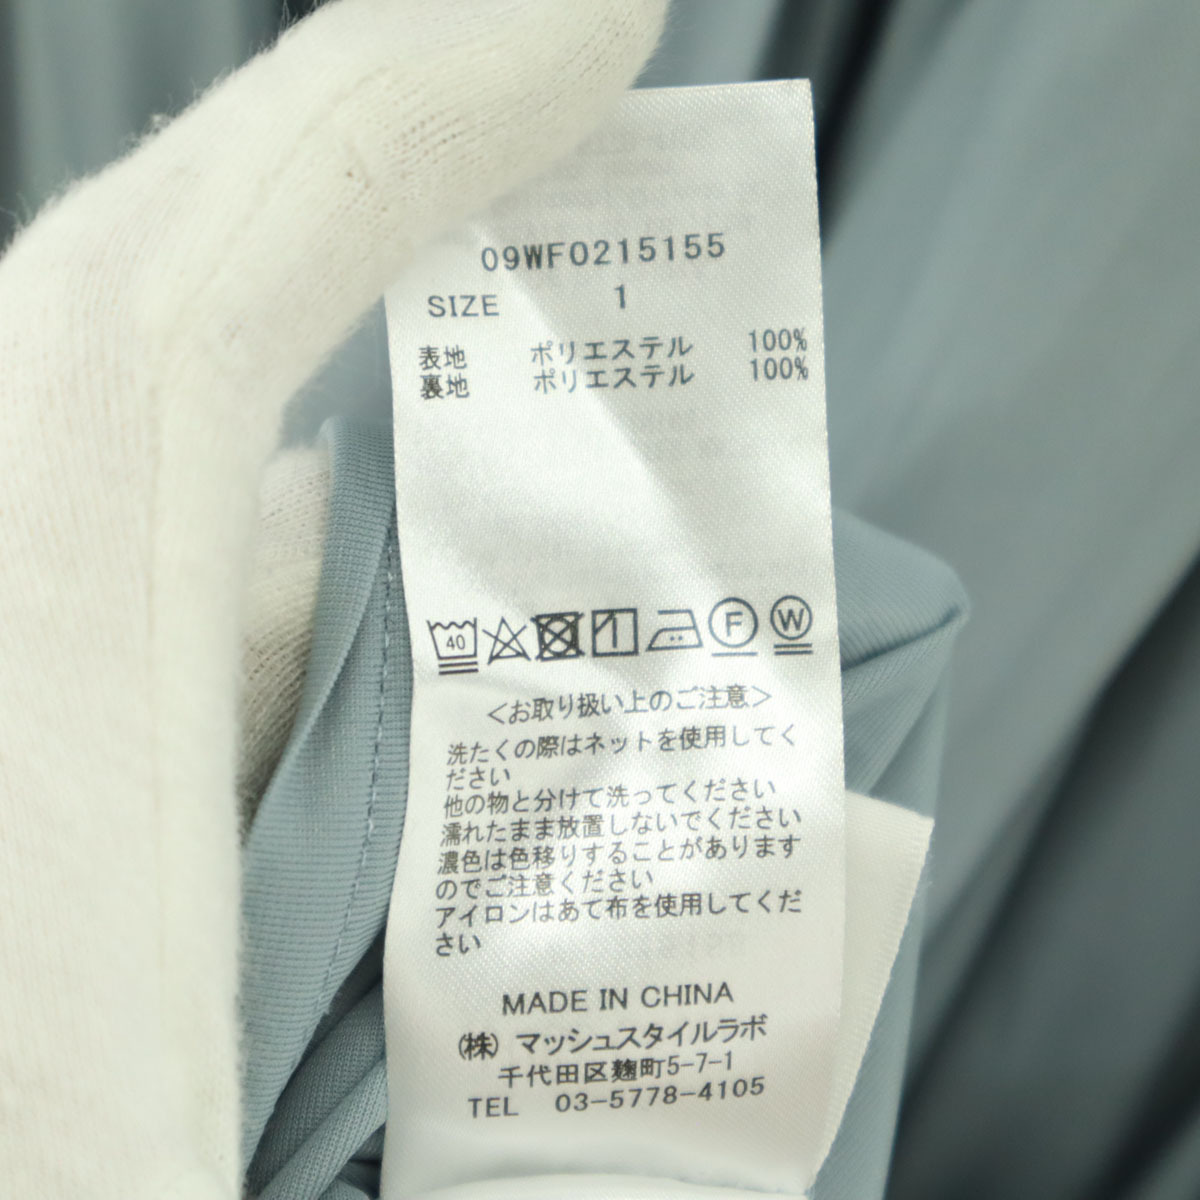 09WFO215155
SIZE 1
表地 ポリエステル 100%
裏地 ポリエステル 100%
40 F W
<お取り扱い上のご注意>
洗たくの際はネットを使用してく
ださい
他の物と分けて洗ってください
濡れたまま放置しないでください
濃色は色移りすることがあります
のでご注意ください
アイロンはあて布を使用してくだ
さい
MADE IN CHINA
(株) マッシュスタイルラボ
千代田区麹町5-7-1
TEL 03-5778-4105